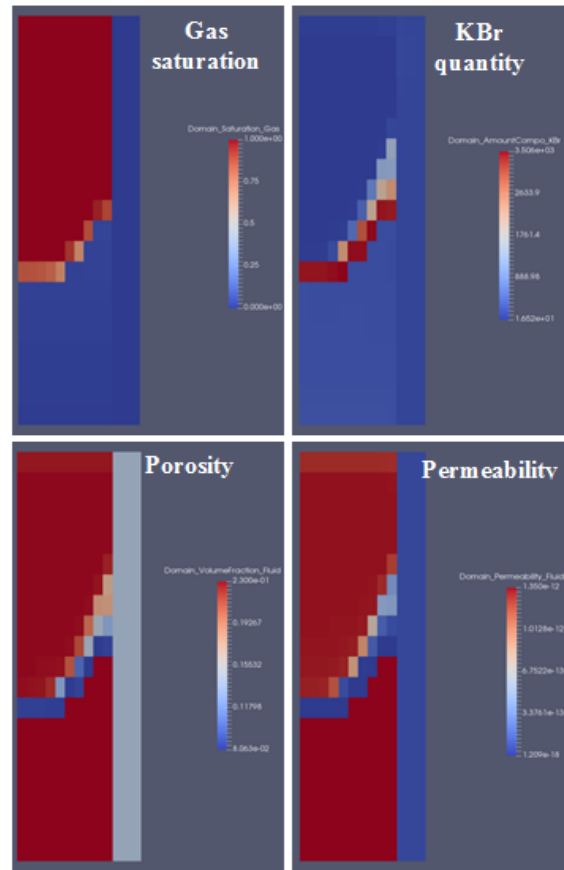 Gas
saturation
Domain_Saturation_Gas
1.000e+00
0.75
0.5
0.25
0.000e+00
KBr
quantity
Domain_AmountCompo_KBr
3.506e+03
2633.9
1761.4
888.98
1.652e+01
Porosity
Domain_VolumeFraction_Fluid
2.300e-01
0.19267
0.15532
0.11798
8.063e-02
Permeability
Domain_Permeability_Fluid
1.350e-12
1.0128e-12
6.7522e-13
3.3761e-13
1.209e-18